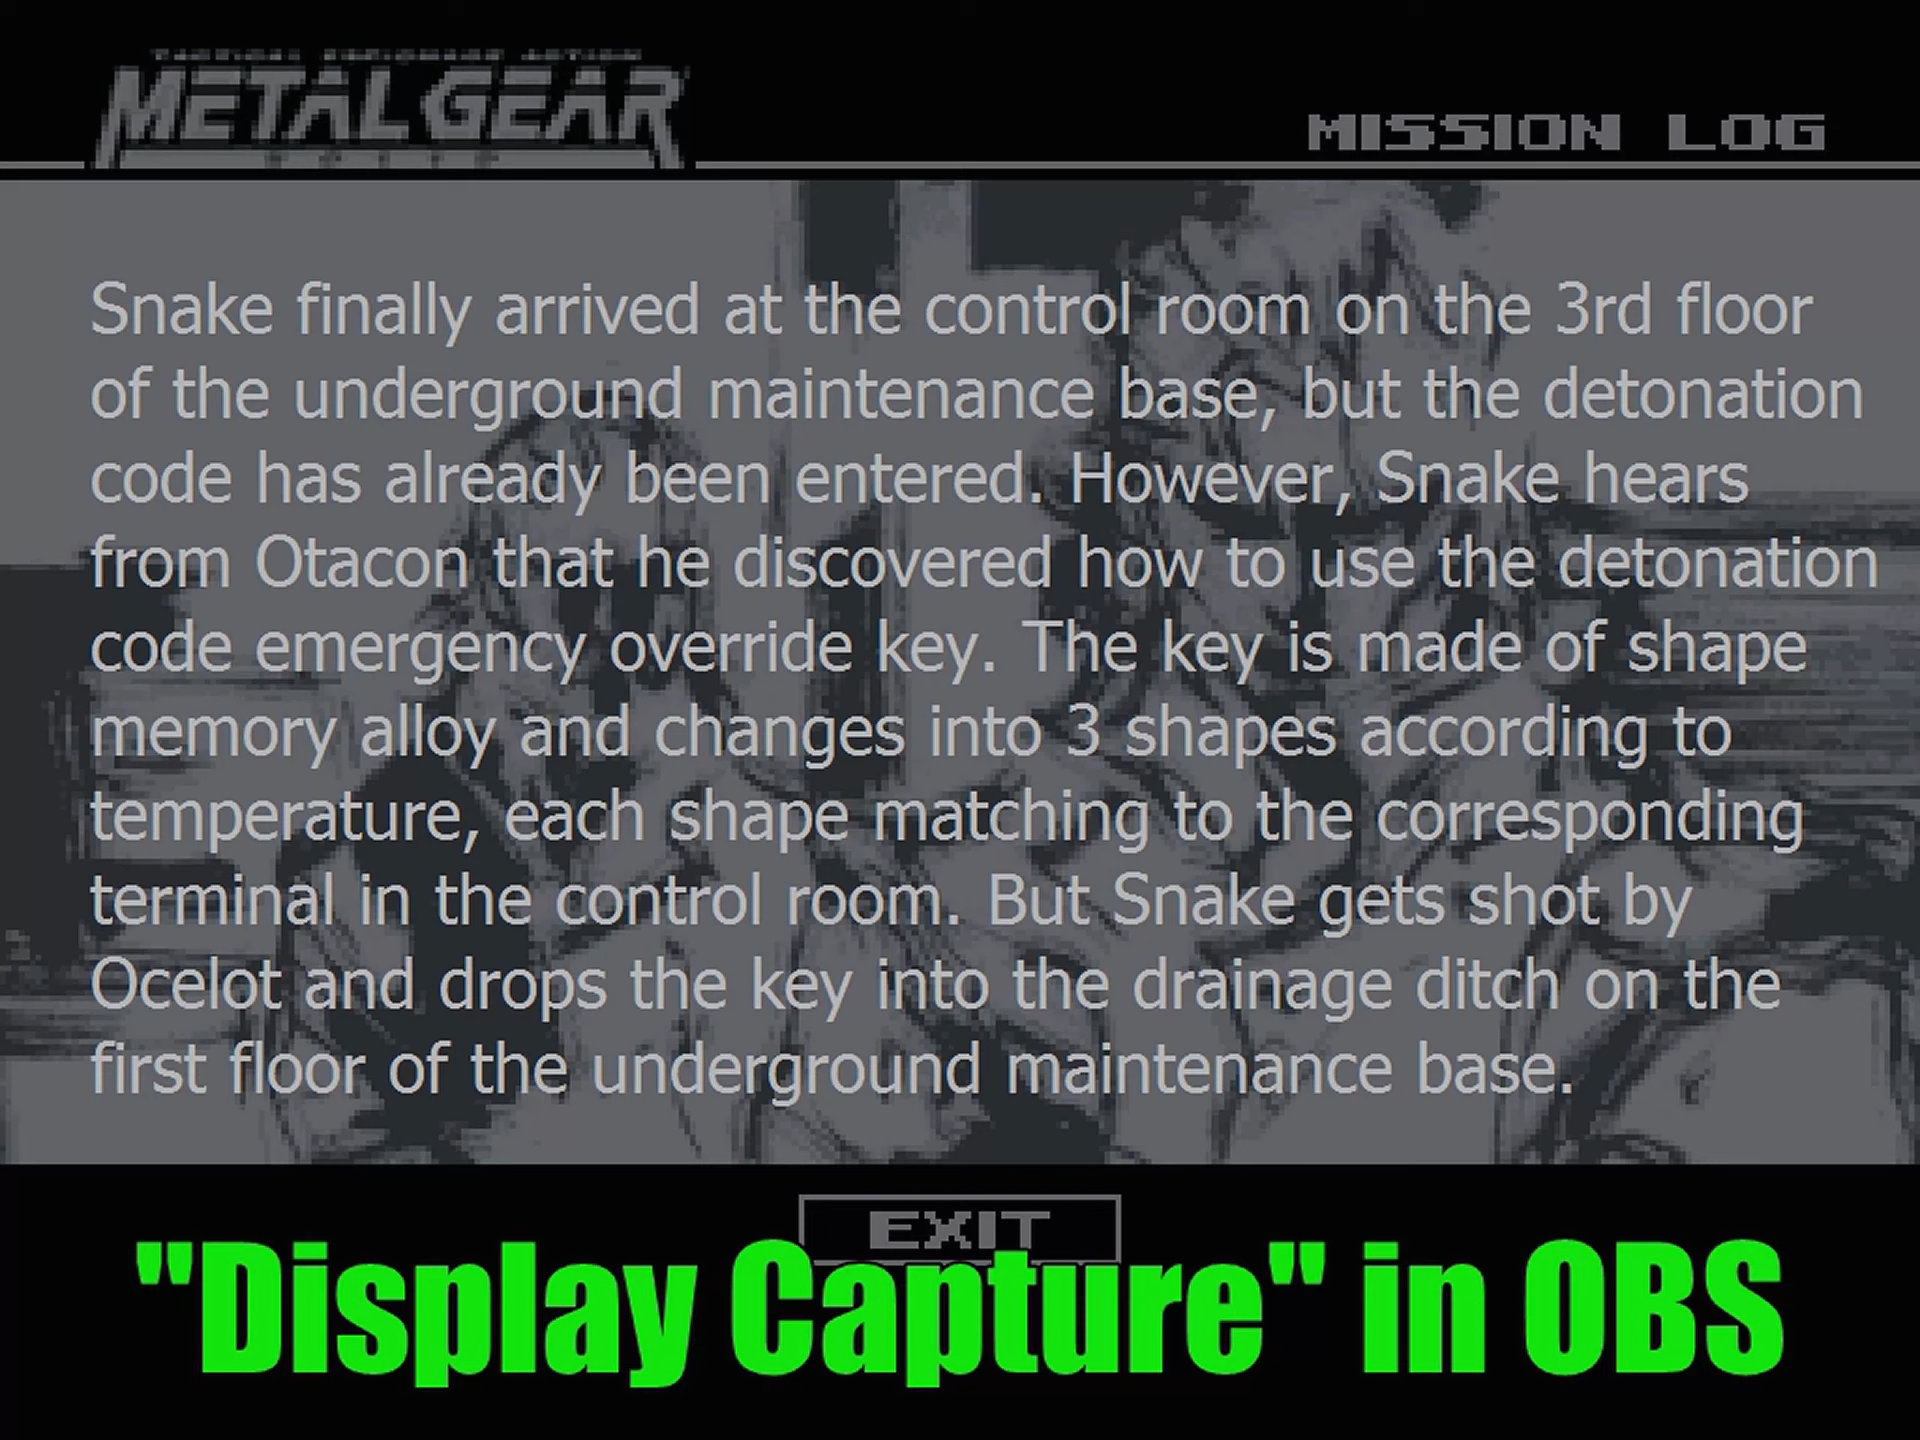 TACTICAL ESPIONAGE ACTION
METAL GEAR
SOLID
MISSION LOG
Snake finally arrived at the control room on the 3rd floor
of the underground maintenance base, but the detonation
code has already been entered. However, Snake hears
from Otacon that he discovered how to use the detonation
code emergency override key. The key is made of shape
memory alloy and changes into 3 shapes according to
temperature, each shape matching to the corresponding
terminal in the control room. But Snake gets shot by
Ocelot and drops the key into the drainage ditch on the
first floor of the underground maintenance base.
EXIT
"Display Capture" in OBS